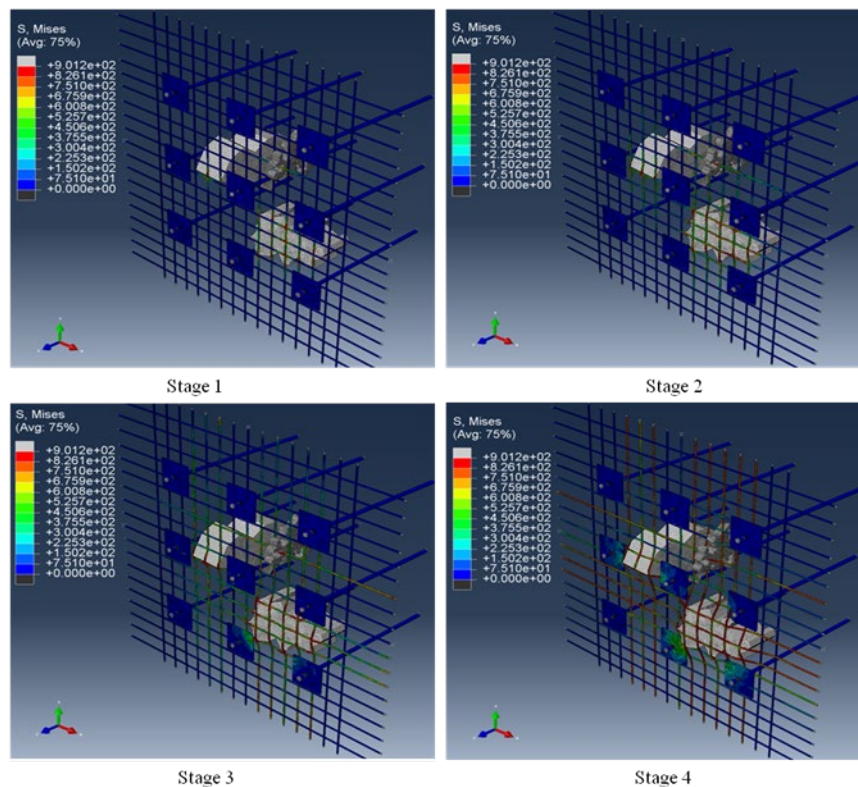 S, Mises
(Avg: 75%)
+9.012e+02
+8.261e+02
+7.510e+02
+6.759e+02
+6.008e+02
+5.257e+02
+4.506e+02
+3.755e+02
+3.004e+02
+2.253e+02
+1.502e+02
+7.510e+01
+0.000e+00
S, Mises
(Avg: 75%)
+9.012e+02
+8.261e+02
+7.510e+02
+6.759e+02
+6.008e+02
+5.257e+02
+4.506e+02
+3.755e+02
+3.004e+02
+2.253e+02
+1.502e+02
+7.510e+01
+0.000e+00
Stage 1
Stage 2
S, Mises
(Avg: 75%)
+9.012e+02
+8.261e+02
+7.510e+02
+6.759e+02
+6.008e+02
+5.257e+02
+4.506e+02
+3.755e+02
+3.004e+02
+2.253e+02
+1.502e+02
+7.510e+01
+0.000e+00
S, Mises
(Avg: 75%)
+9.012e+02
+8.261e+02
+7.510e+02
+6.759e+02
+6.008e+02
+5.257e+02
+4.506e+02
+3.755e+02
+3.004e+02
+2.253e+02
+1.502e+02
+7.510e+01
+0.000e+00
Stage 3
Stage 4